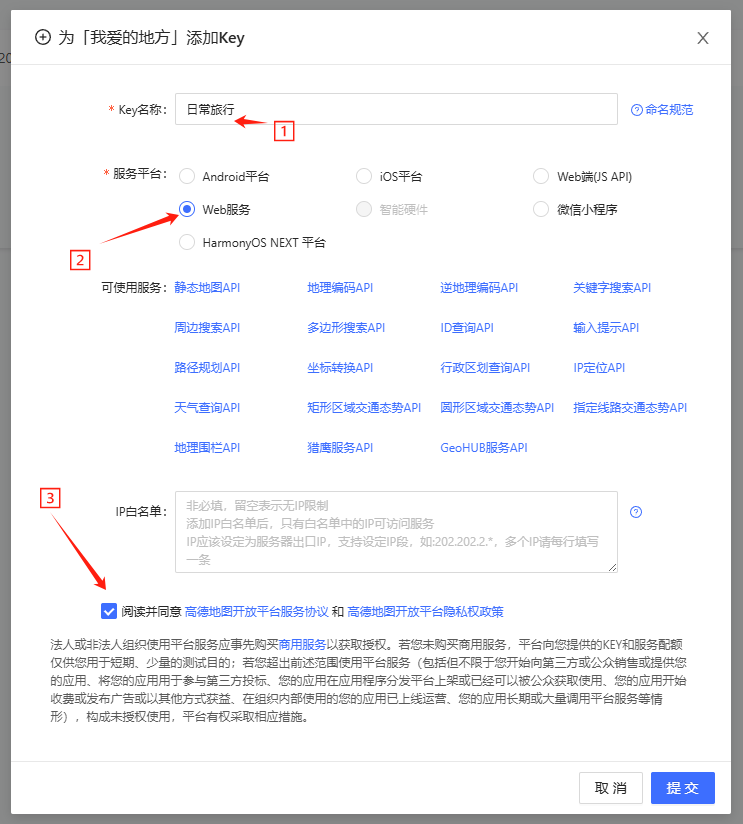 为「我爱的地方」添加Key
20
* Key名称: 日常旅行 命名规范
1
* 服务平台: Android平台 iOS平台 Web端(JS API)
Web服务 智能硬件 微信小程序
2
HarmonyOS NEXT 平台
可使用服务: 静态地图API 地理编码API 逆地理编码API 关键字搜索API
周边搜索API 多边形搜索API ID查询API 输入提示API
路径规划API 坐标转换API 行政区划查询API IP定位API
天气查询API 矩形区域交通态势API 圆形区域交通态势API 指定线路交通态势API
地理围栏API 猎鹰服务API GeoHUB服务API
3
IP白名单: 非必填，留空表示无IP限制
添加IP白名单后，只有白名单中的IP可访问服务
IP应该设定为服务器出口IP，支持设定IP段，如:202.202.2.*，多个IP请每行填写
一条
阅读并同意 高德地图开放平台服务协议 和 高德地图开放平台隐私权政策
法人或非法人组织使用平台服务应事先购买商用服务以获取授权。若您未购买商用服务，平台向您提供的KEY和服务配额
仅供您用于短期、少量的测试目的；若您超出前述范围使用平台服务（包括但不限于您开始向第三方或公众销售或提供您
的应用、将您的应用用于参与第三方投标、您的应用在应用程序分发平台上架或已经可以被公众获取使用、您的应用开始
收费或发布广告或以其他方式获益、在组织内部使用的您的应用已上线运营、您的应用长期或大量调用平台服务等情
形），构成未授权使用，平台有权采取相应措施。
取 消 提 交